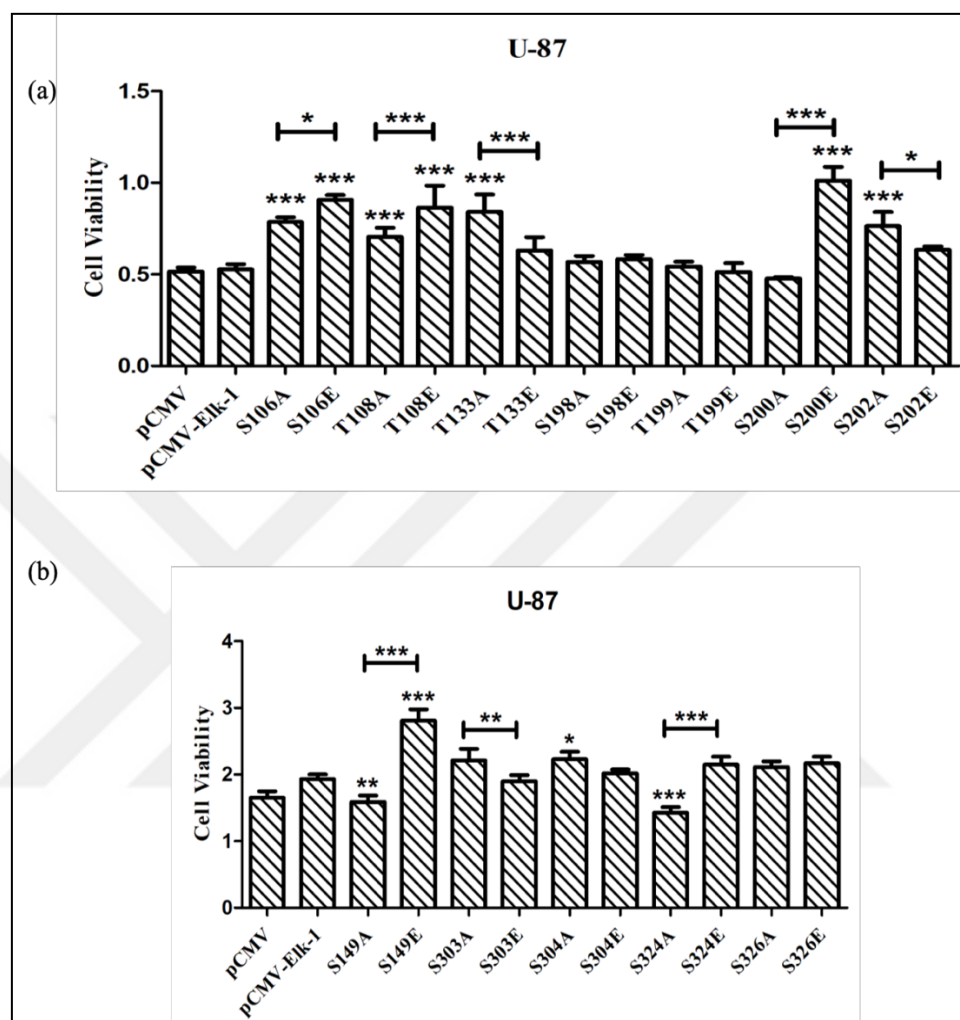 (a)
U-87
Cell Viability
1.5
1.0
0.5
0.0
* *** *** *** *
*** *** *** *** *** *** ***
pCMV
pCMV-Elk-1
S106A
S106E
T108A
T108E
T133A
T133E
S198A
S198E
T199A
T199E
S200A
S200E
S202A
S202E
(b)
U-87
Cell Viability
4
3
2
1
0
*** ** ***
** *** * ***
pCMV
pCMV-Elk-1
S149A
S149E
S303A
S303E
S304A
S304E
S324A
S324E
S326A
S326E